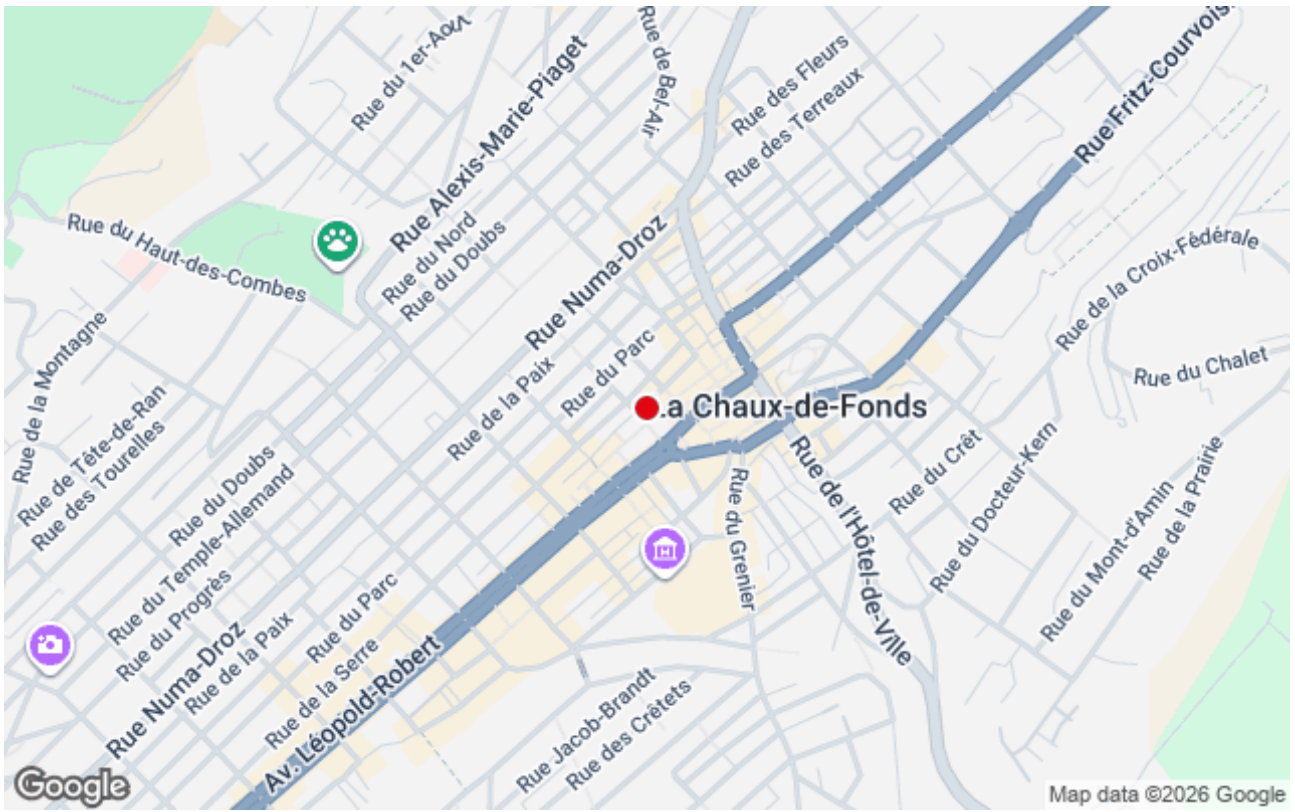 Rue du 1er-Août
Rue de Bel-Air
Rue des Fleurs
Rue des Terreaux
Rue Fritz-Courvois
Rue Alexis-Marie-Piaget
Rue du Nord
Rue du Doubs
Rue Numa-Droz
Rue du Haut-des-Combes
Rue de la Croix-Fédérale
Rue du Chalet
Rue de la Montagne
Rue du Parc
Rue de la Paix
La Chaux-de-Fonds
Rue de Tête-de-Ran
Rue des Tourelles
Rue du Doubs
Rue du Temple-Allemand
Rue du Progrès
Rue Numa-Droz
Rue de la Paix
Rue du Parc
Rue de la Serre
Av. Léopold-Robert
Rue du Grenier
Rue de l'Hôtel-de-Ville
Rue du Crêt
Rue du Docteur-Kern
Rue du Mont-d'Amin
Rue de la Prairie
Rue Jacob-Brandt
Rue des Crêtets
H
Google
Map data ©2026 Google